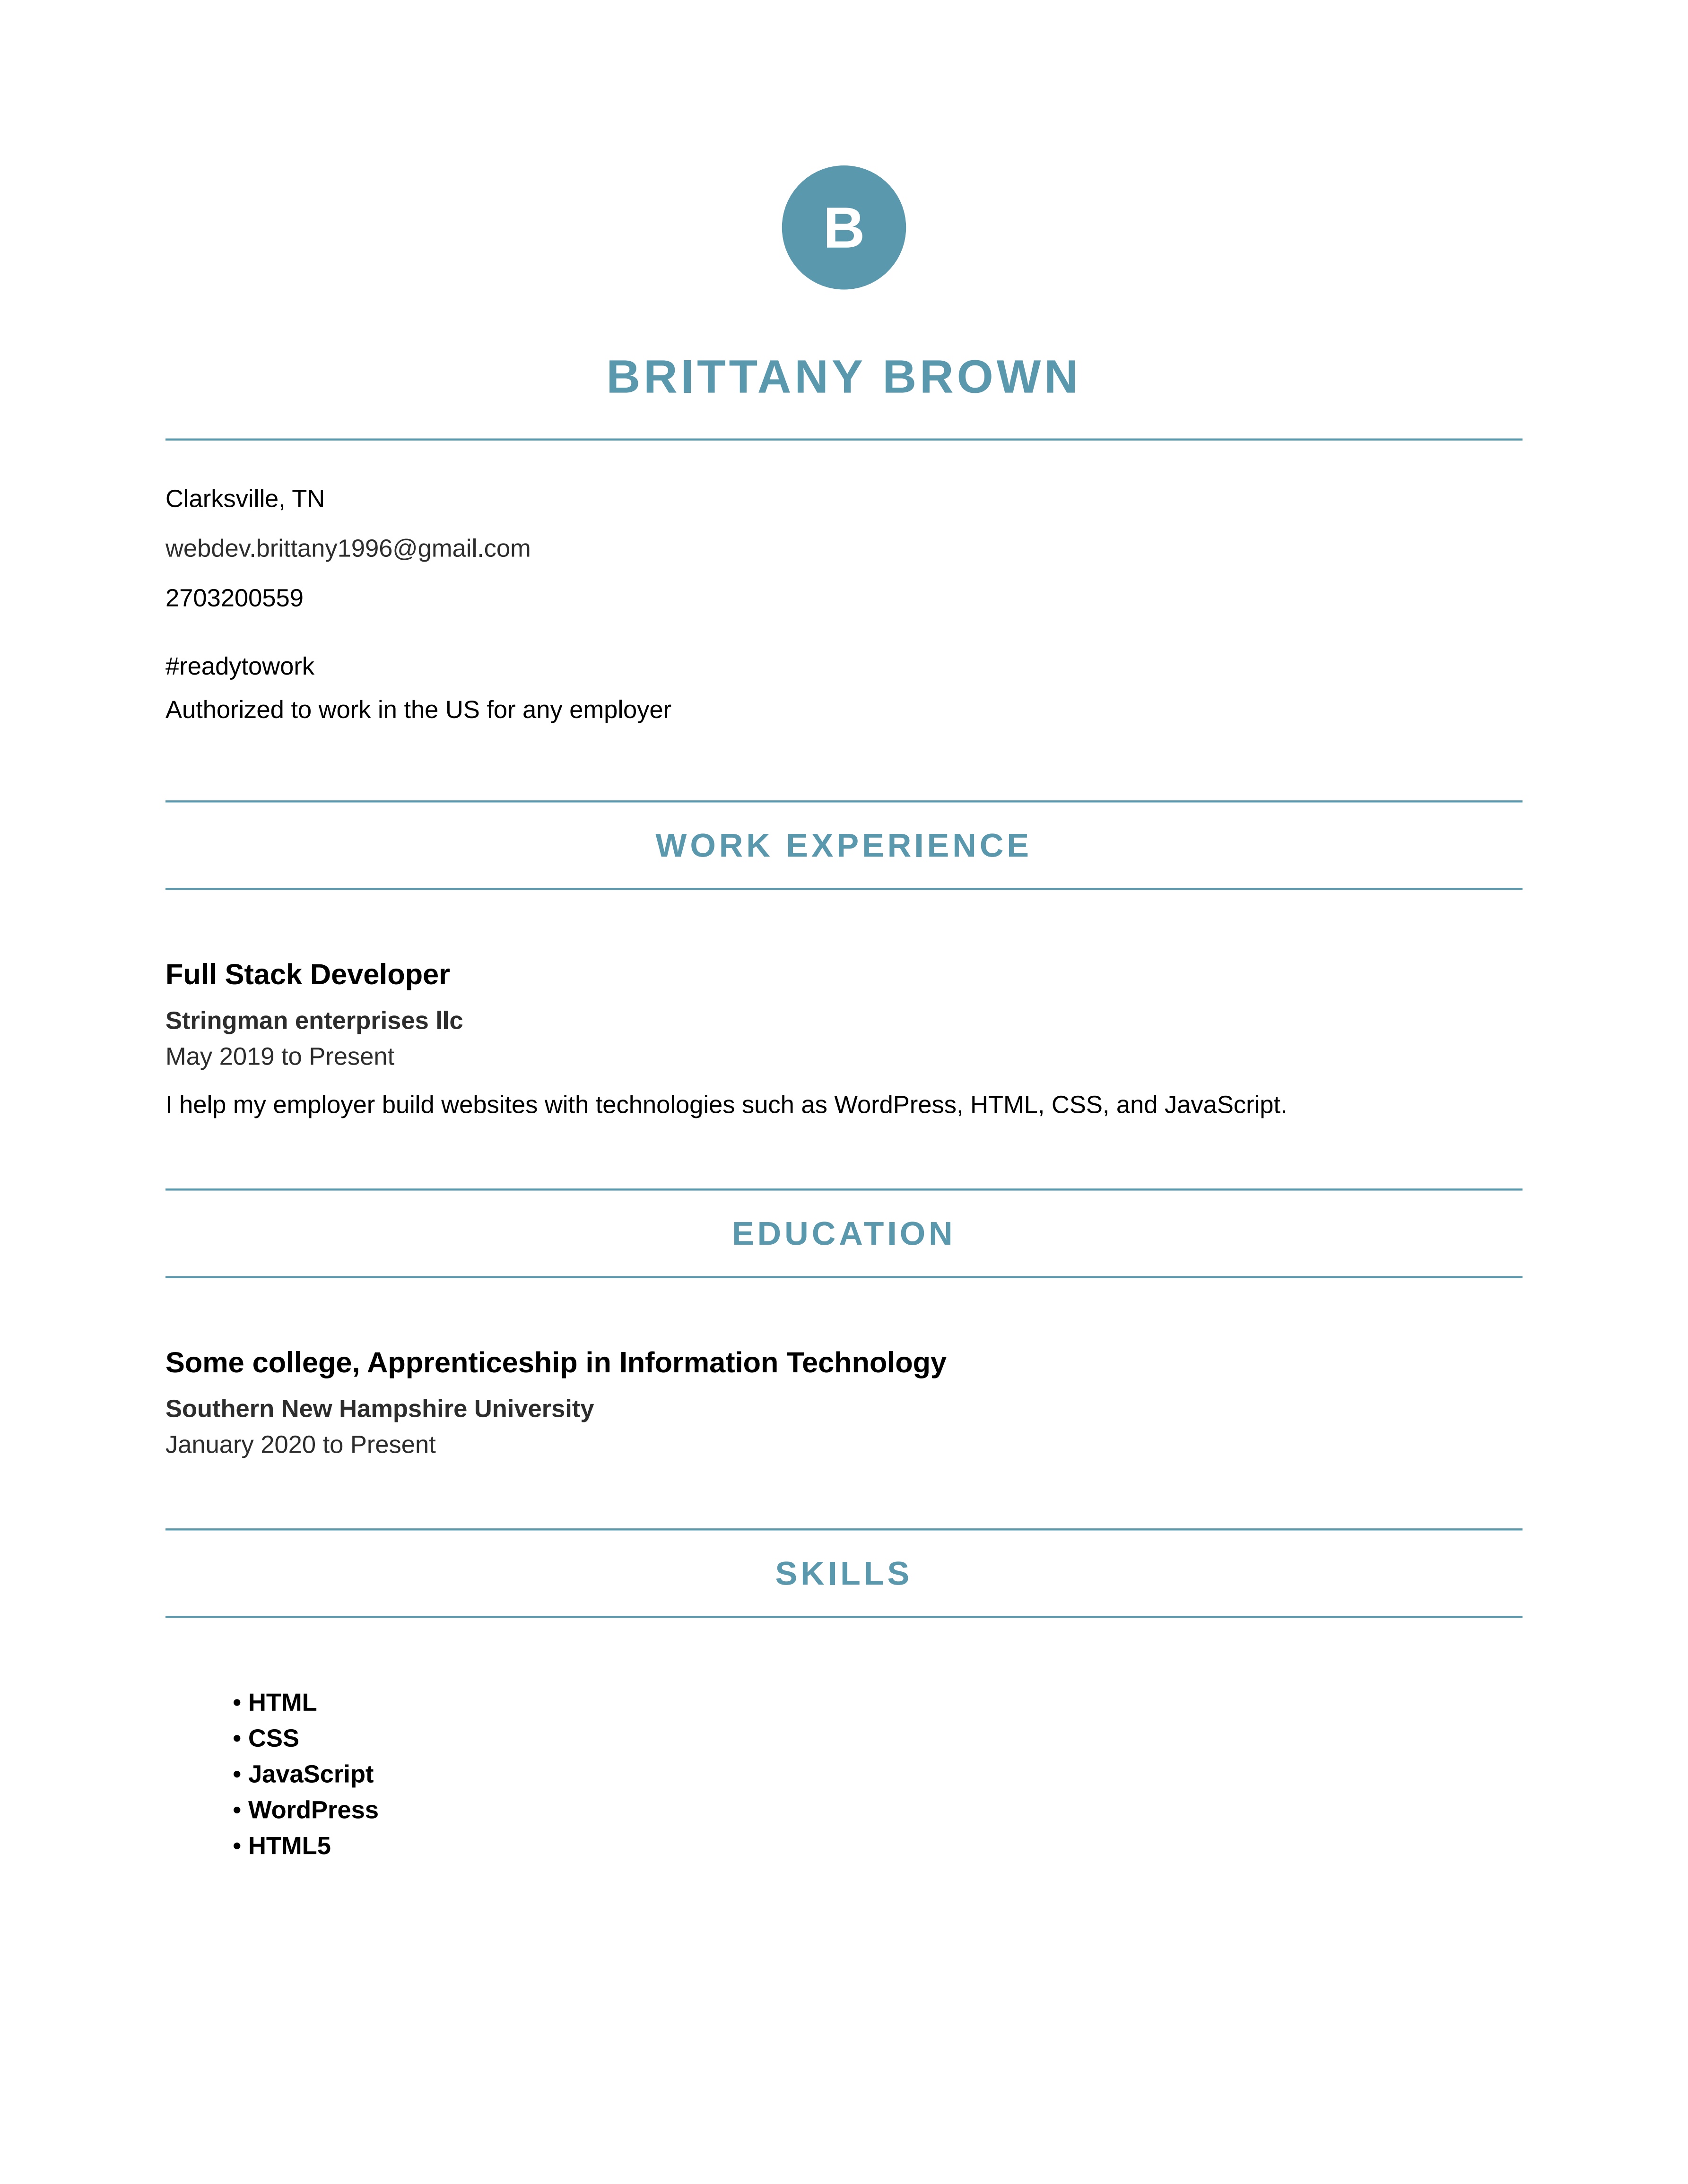 B
BRITTANY BROWN
Clarksville, TN
webdev.brittany1996@gmail.com
2703200559
#readytowork
Authorized to work in the US for any employer
WORK EXPERIENCE
Full Stack Developer
Stringman enterprises llc
May 2019 to Present
I help my employer build websites with technologies such as WordPress, HTML, CSS, and JavaScript.
EDUCATION
Some college, Apprenticeship in Information Technology
Southern New Hampshire University
January 2020 to Present
SKILLS
• HTML
• CSS
• JavaScript
• WordPress
• HTML5